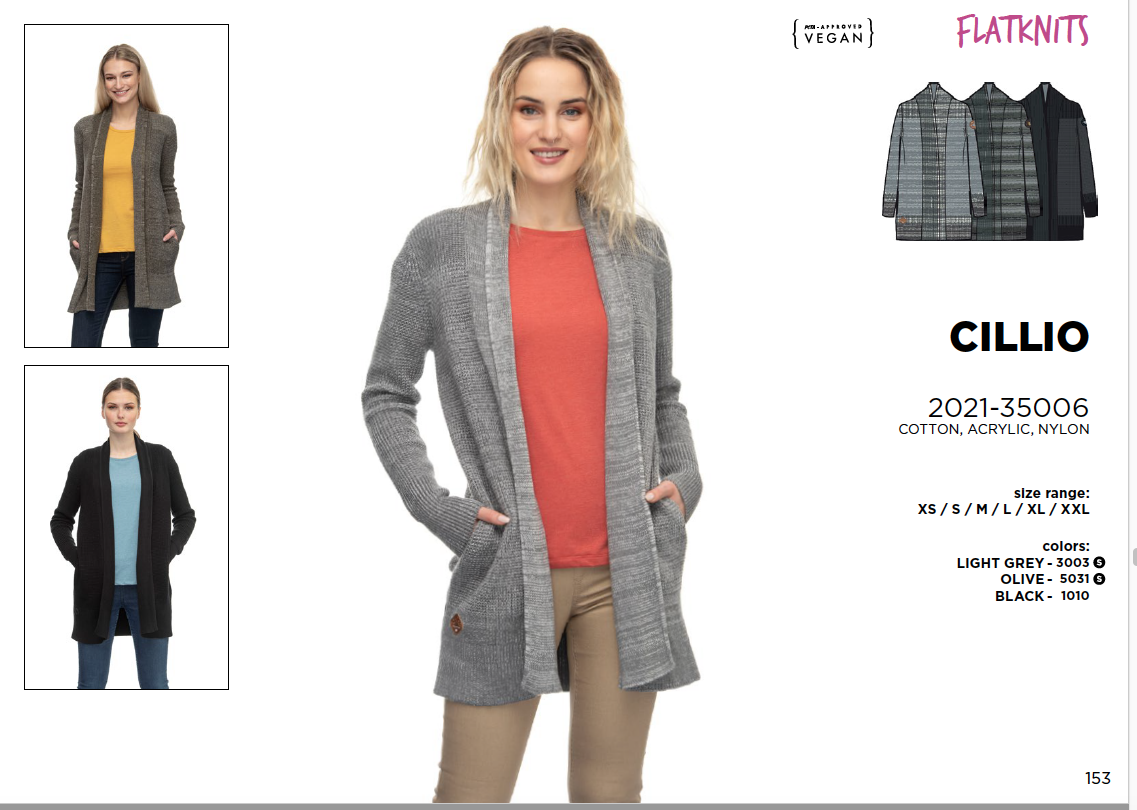 PETA-APPROVED
VEGAN
FLATKNITS
CILLIO
2021-35006
COTTON, ACRYLIC, NYLON
size range:
XS / S / M / L / XL / XXL
colors:
LIGHT GREY - 3003 S
OLIVE - 5031 S
BLACK - 1010
153